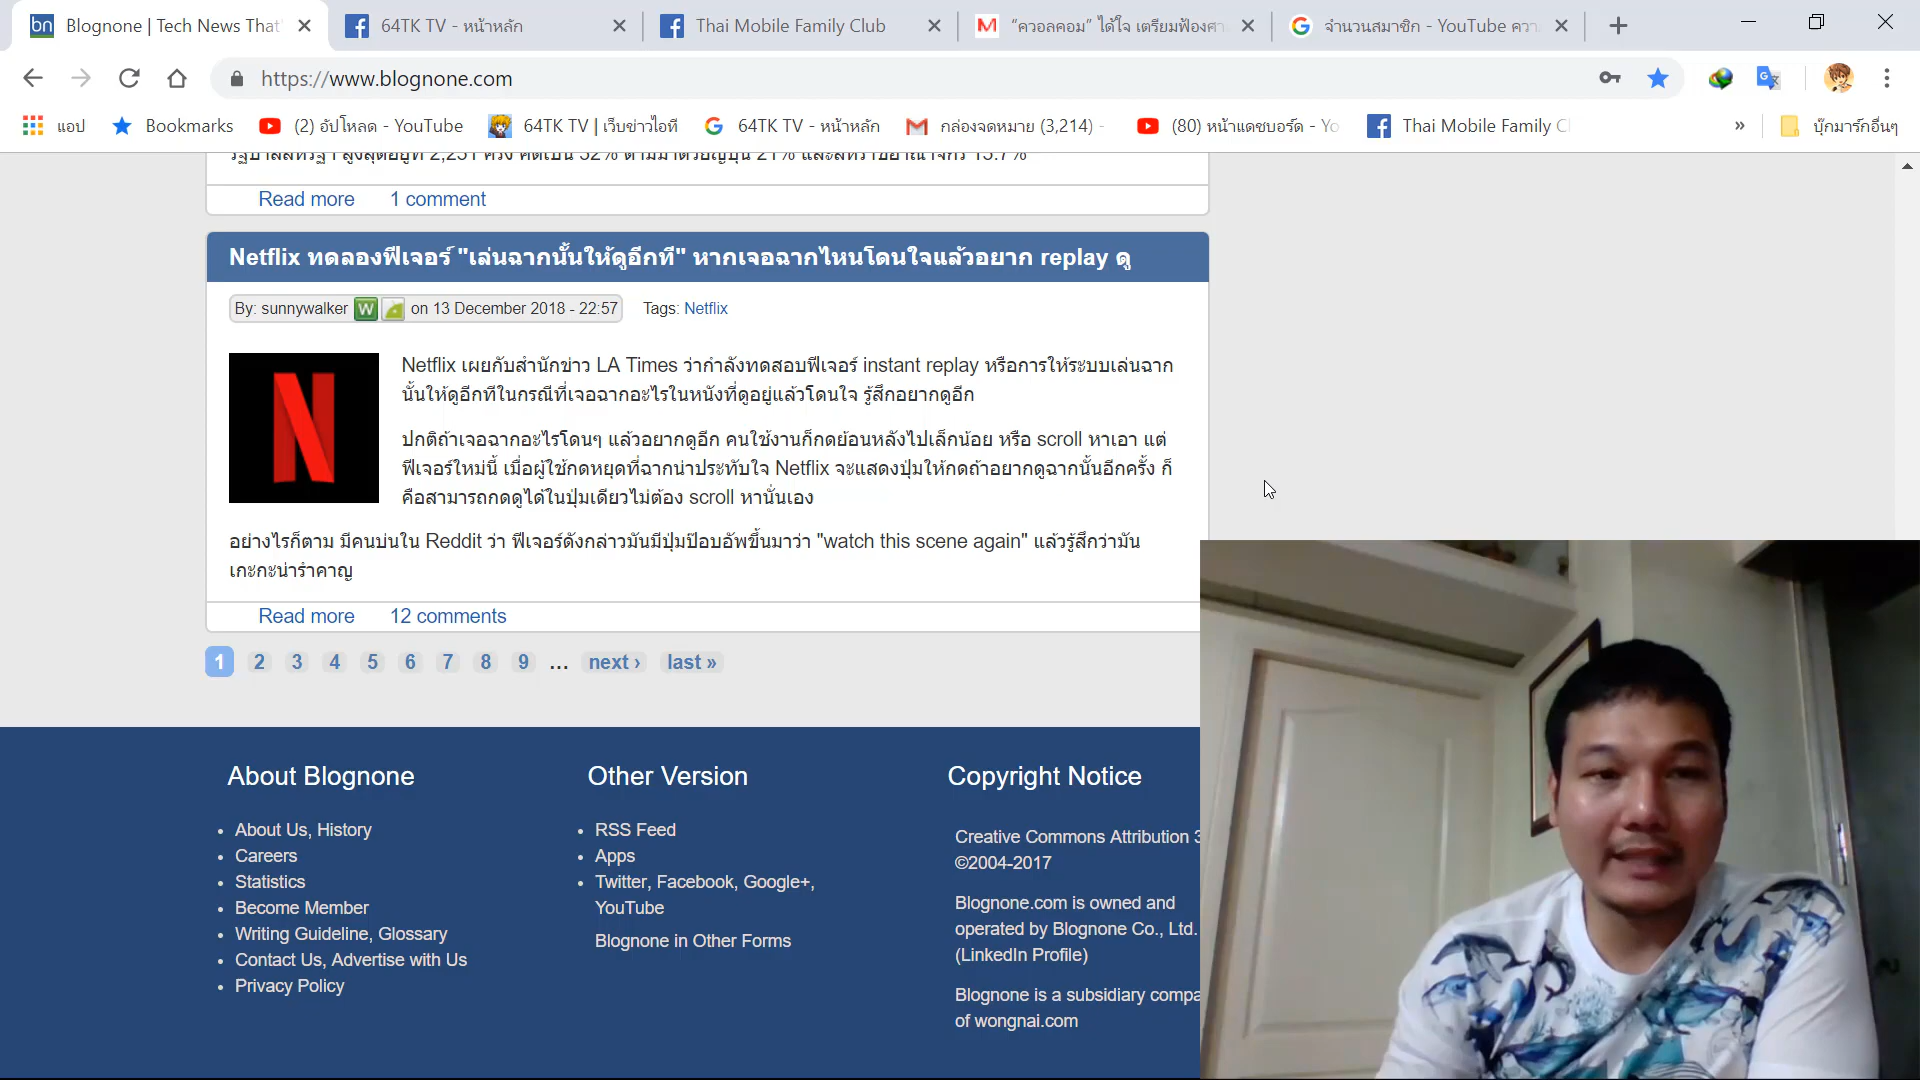 bn Blognone | Tech News That'
64TK TV - หน้าหลัก
Thai Mobile Family Club
“ควอลคอม” ได้ใจ เตรียมฟ้องศา
จำนวนสมาชิก - YouTube ความ
https://www.blognone.com
แอป
Bookmarks
(2) อัปโหลด - YouTube
64TK TV | เว็บข่าวไอที
64TK TV - หน้าหลัก
กล่องจดหมาย (3,214) -
(80) หน้าแดชบอร์ด - Yo
Thai Mobile Family Cl
»
บุ๊กมาร์กอื่นๆ
Read more 1 comment
Netflix ทดลองฟีเจอร์ "เล่นฉากนั้นให้ดูอีกที" หากเจอฉากไหนโดนใจแล้วอยาก replay ดู
By: sunnywalker W on 13 December 2018 - 22:57 Tags: Netflix
Netflix เผยกับสำนักข่าว LA Times ว่ากำลังทดสอบฟีเจอร์ instant replay หรือการให้ระบบเล่นฉาก
นั้นให้ดูอีกทีในกรณีที่เจอฉากอะไรในหนังที่ดูอยู่แล้วโดนใจ รู้สึกอยากดูอีก
ปกติถ้าเจอฉากอะไรโดนๆ แล้วอยากดูอีก คนใช้งานก็กดย้อนหลังไปเล็กน้อย หรือ scroll หาเอา แต่
ฟีเจอร์ใหม่นี้ เมื่อผู้ใช้กดหยุดที่ฉากน่าประทับใจ Netflix จะแสดงปุ่มให้กดถ้าอยากดูฉากนั้นอีกครั้ง ก็
คือสามารถกดดูได้ในปุ่มเดียวไม่ต้อง scroll หานั่นเอง
อย่างไรก็ตาม มีคนบ่นใน Reddit ว่า ฟีเจอร์ดังกล่าวมันมีปุ่มป๊อบอัพขึ้นมาว่า "watch this scene again" แล้วรู้สึกว่ามัน
เกะกะน่ารำคาญ
Read more 12 comments
1 2 3 4 5 6 7 8 9 … next › last »
About Blognone
About Us, History
Careers
Statistics
Become Member
Writing Guideline, Glossary
Contact Us, Advertise with Us
Privacy Policy
Other Version
RSS Feed
Apps
Twitter, Facebook, Google+,
YouTube
Blognone in Other Forms
Copyright Notice
Creative Commons Attribution 3
©2004-2017
Blognone.com is owned and
operated by Blognone Co., Ltd.
(LinkedIn Profile)
Blognone is a subsidiary compa
of wongnai.com